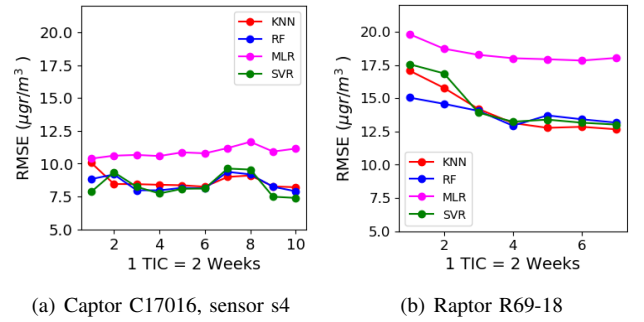 20.0
17.5
15.0
12.5
10.0
7.5
5.0
RMSE (μgr/m³ )
KNN
RF
MLR
SVR
2 4 6 8 10
1 TIC = 2 Weeks
(a) Captor C17016, sensor s4
20.0
17.5
15.0
12.5
10.0
7.5
5.0
RMSE (μgr/m³ )
KNN
RF
MLR
SVR
2 4 6
1 TIC = 2 Weeks
(b) Raptor R69-18